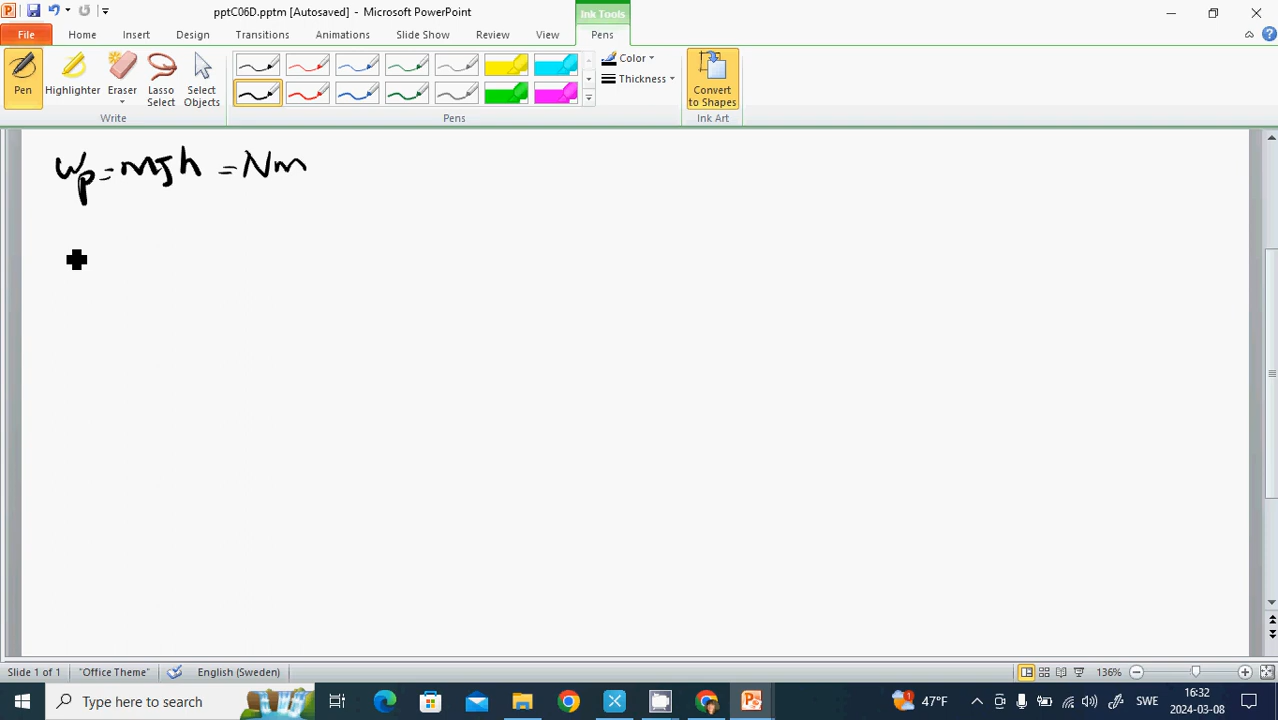 pptC06D.pptm [Autosaved] - Microsoft PowerPoint
Ink Tools
File Home Insert Design Transitions Animations Slide Show Review View Pens
Pen Highlighter Eraser Lasso Select Select Objects Color Thickness Convert to Shapes
Write Pens Ink Art
Wp = mgh = Nm
Slide 1 of 1 "Office Theme" English (Sweden) 136%
Type here to search 1 47°F SWE 16:32
2024-03-08